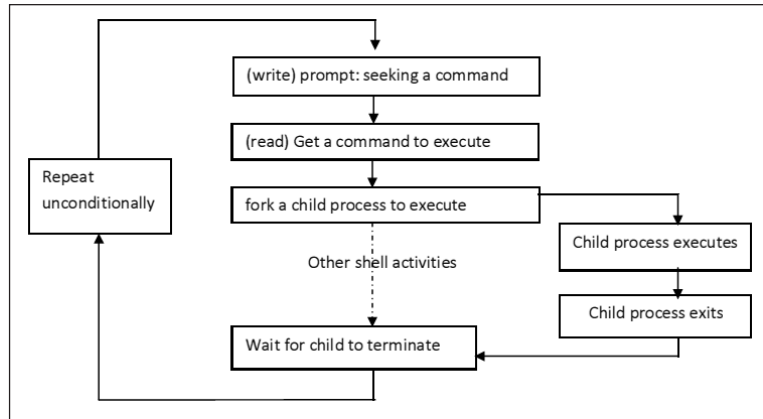 (write) prompt: seeking a command
(read) Get a command to execute
Repeat
unconditionally
fork a child process to execute
Child process executes
Other shell activities
Child process exits
Wait for child to terminate